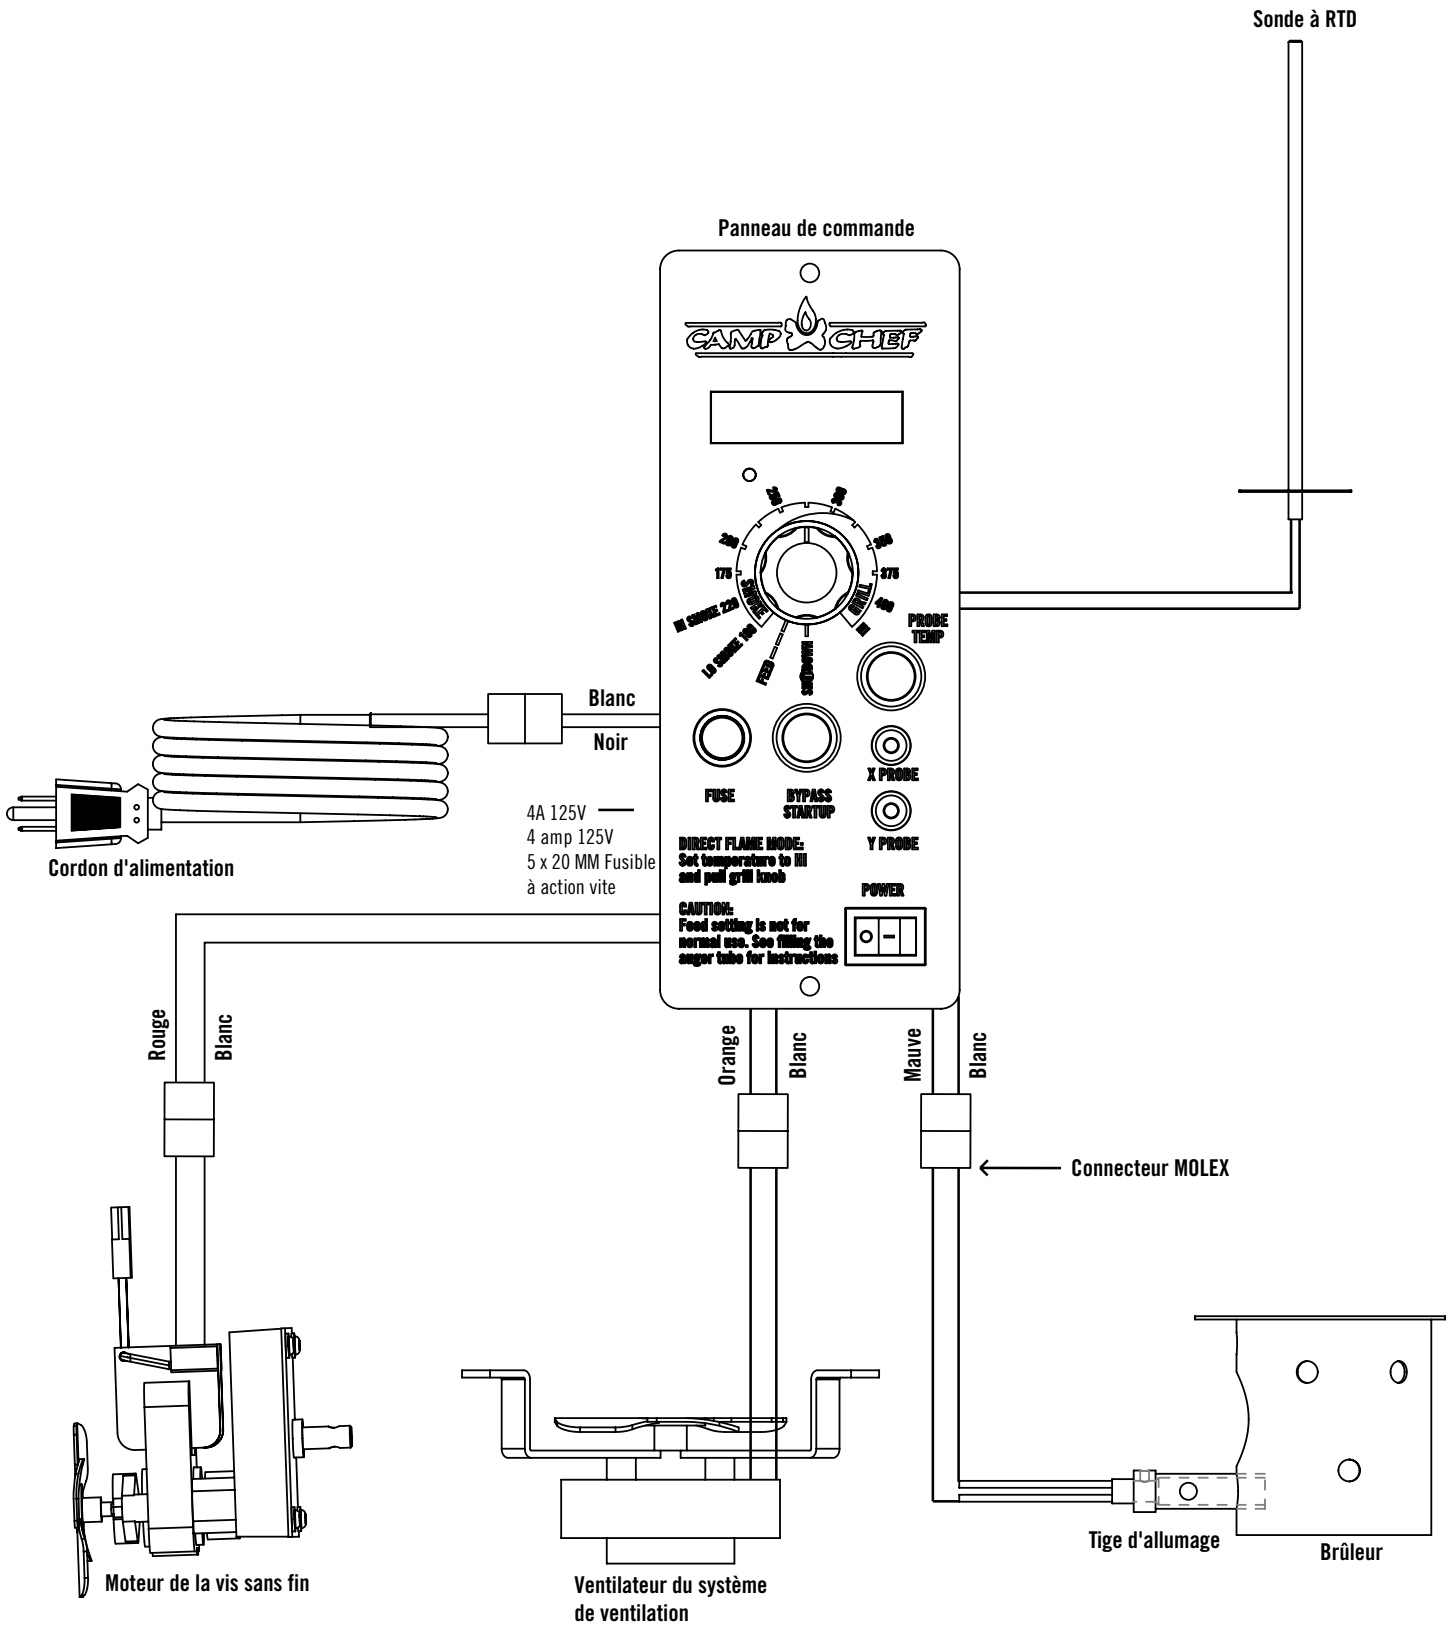 Sonde à RTD
Panneau de commande
CAMP CHEF
250
300
200
350
175
375
SMOKE
GRILL
HI SMOKE 220
400
LO SMOKE 160
HI
FEED
SHUTDOWN
PROBE
TEMP
Blanc
Noir
X PROBE
FUSE
BYPASS
STARTUP
4A 125V
4 amp 125V
5 x 20 MM Fusible
à action vite
Y PROBE
DIRECT FLAME MODE:
Set temperature to HI
and pull grill knob
Cordon d'alimentation
POWER
CAUTION:
Feed setting is not for
normal use. See filling the
auger tube for instructions
Rouge
Blanc
Orange
Blanc
Mauve
Blanc
Connecteur MOLEX
Tige d'allumage
Brûleur
Moteur de la vis sans fin
Ventilateur du système
de ventilation